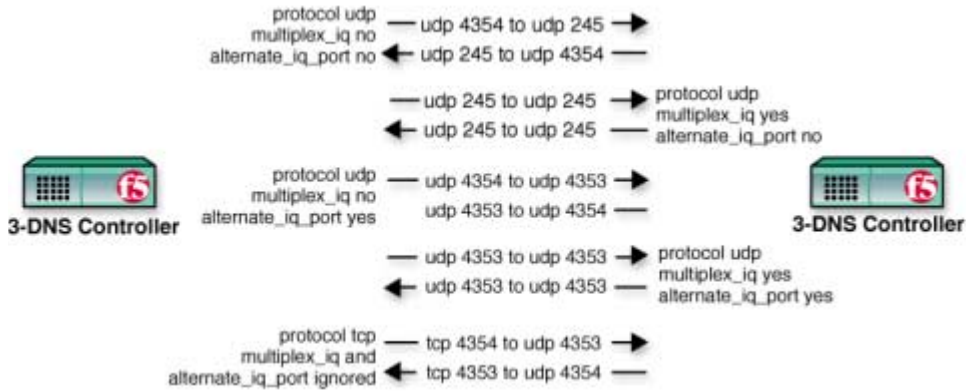 protocol udp
multiplex_iq no
alternate_iq_port no
udp 4354 to udp 245
udp 245 to udp 4354
udp 245 to udp 245
udp 245 to udp 245
protocol udp
multiplex_iq yes
alternate_iq_port no
f5
3-DNS Controller
protocol udp
multiplex_iq no
alternate_iq_port yes
udp 4354 to udp 4353
udp 4353 to udp 4354
f5
3-DNS Controller
udp 4353 to udp 4353
udp 4353 to udp 4353
protocol udp
multiplex_iq yes
alternate_iq_port yes
protocol tcp
multiplex_iq and
alternate_iq_port ignored
tcp 4354 to udp 4353
tcp 4353 to udp 4354